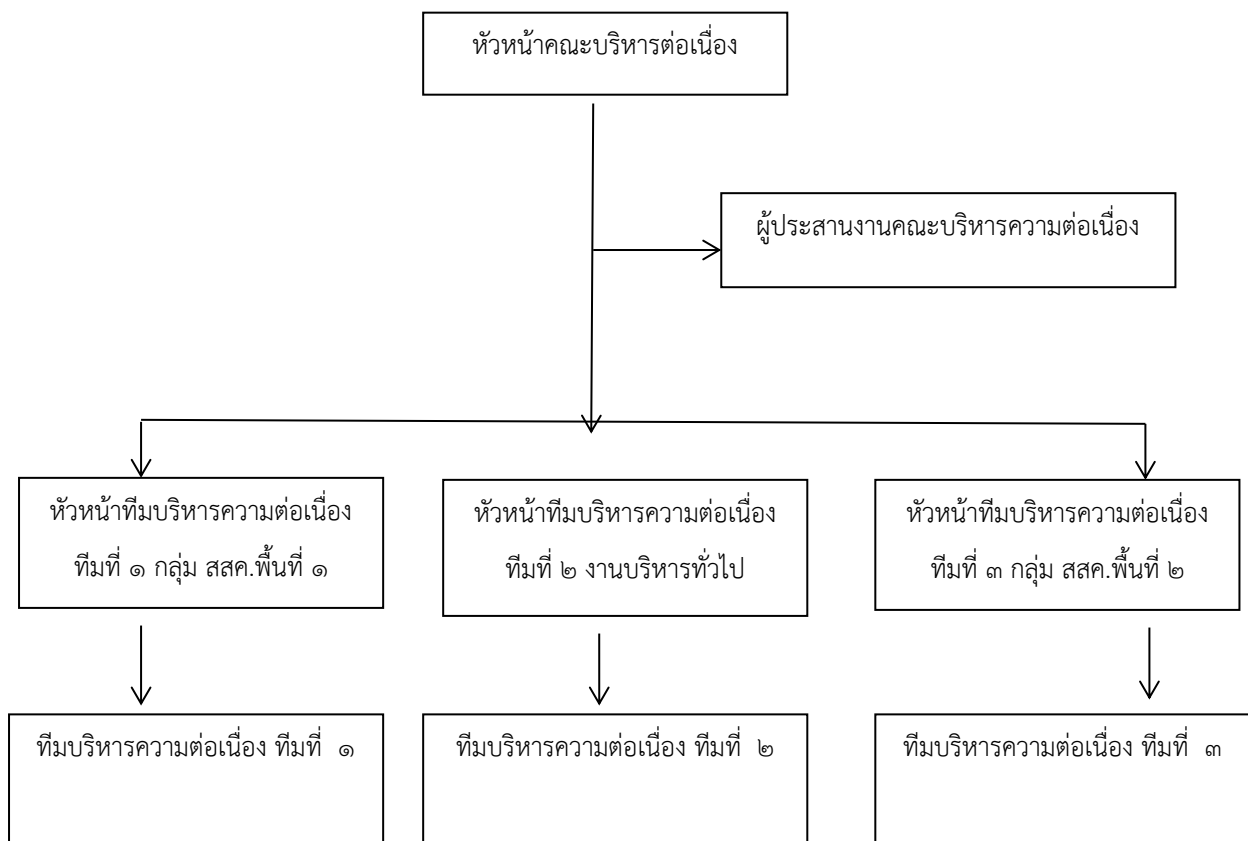 หัวหน้าคณะบริหารต่อเนื่อง
ผู้ประสานงานคณะบริหารความต่อเนื่อง
หัวหน้าทีมบริหารความต่อเนื่อง
ทีมที่ ๑ กลุ่ม สสค.พื้นที่ ๑
หัวหน้าทีมบริหารความต่อเนื่อง
ทีมที่ ๒ งานบริหารทั่วไป
หัวหน้าทีมบริหารความต่อเนื่อง
ทีมที่ ๓ กลุ่ม สสค.พื้นที่ ๒
ทีมบริหารความต่อเนื่อง ทีมที่ ๑
ทีมบริหารความต่อเนื่อง ทีมที่ ๒
ทีมบริหารความต่อเนื่อง ทีมที่ ๓